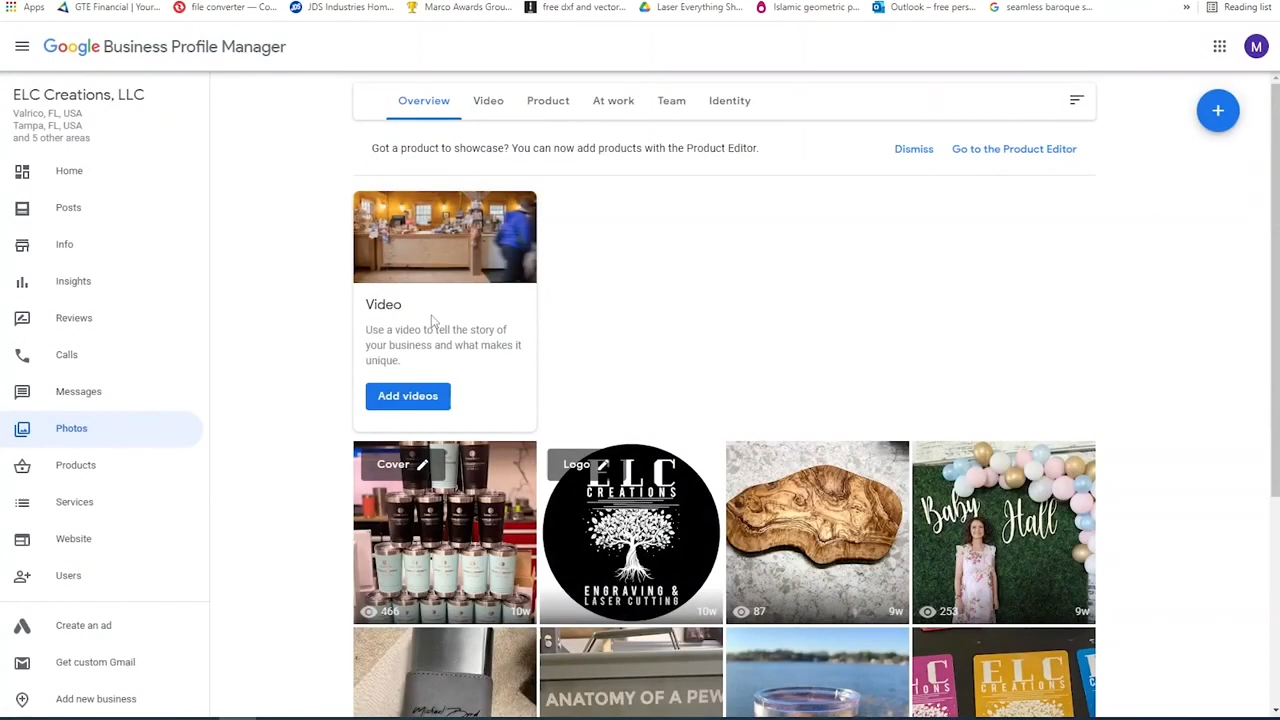 Apps
GTE Financial | Your...
file converter — Co...
JDS Industries Hom...
Marco Awards Grou...
free dxf and vector...
Laser Everything Sh...
Islamic geometric p...
Outlook – free pers...
seamless baroque s...
»
Reading list
Google Business Profile Manager
M
ELC Creations, LLC
Valrico, FL, USA
Tampa, FL, USA
and 5 other areas
Home
Posts
Info
Insights
Reviews
Calls
Messages
Photos
Products
Services
Website
Users
Create an ad
Get custom Gmail
Add new business
Overview
Video
Product
At work
Team
Identity
+
Got a product to showcase? You can now add products with the Product Editor.
Dismiss
Go to the Product Editor
Video
Use a video to tell the story of
your business and what makes it
unique.
Add videos
Cover
466
10w
Logo
ELC
CREATIONS
ENGRAVING &
LASER CUTTING
10w
87
9w
Baby Hall
253
9w
ANATOMY OF A PEW
ELC